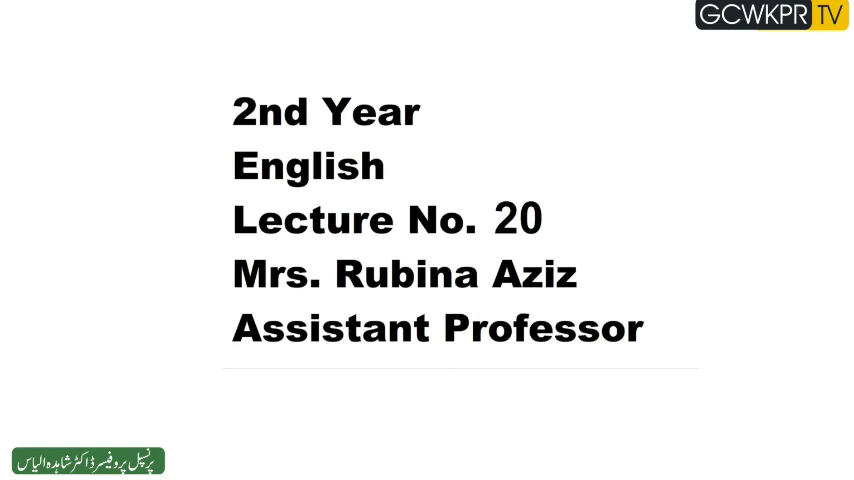 GCWKPR TV
2nd Year
English
Lecture No. 20
Mrs. Rubina Aziz
Assistant Professor
پرنسپل پروفیسر ڈاکٹر شاہدہ الیاس